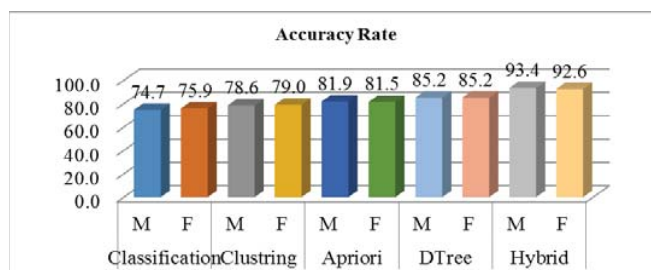 Accuracy Rate
74.7 75.9 78.6 79.0 81.9 81.5 85.2 85.2 93.4 92.6
100.0
80.0
60.0
40.0
20.0
0.0
M F M F M F M F M F
Classification Clustring Apriori DTree Hybrid